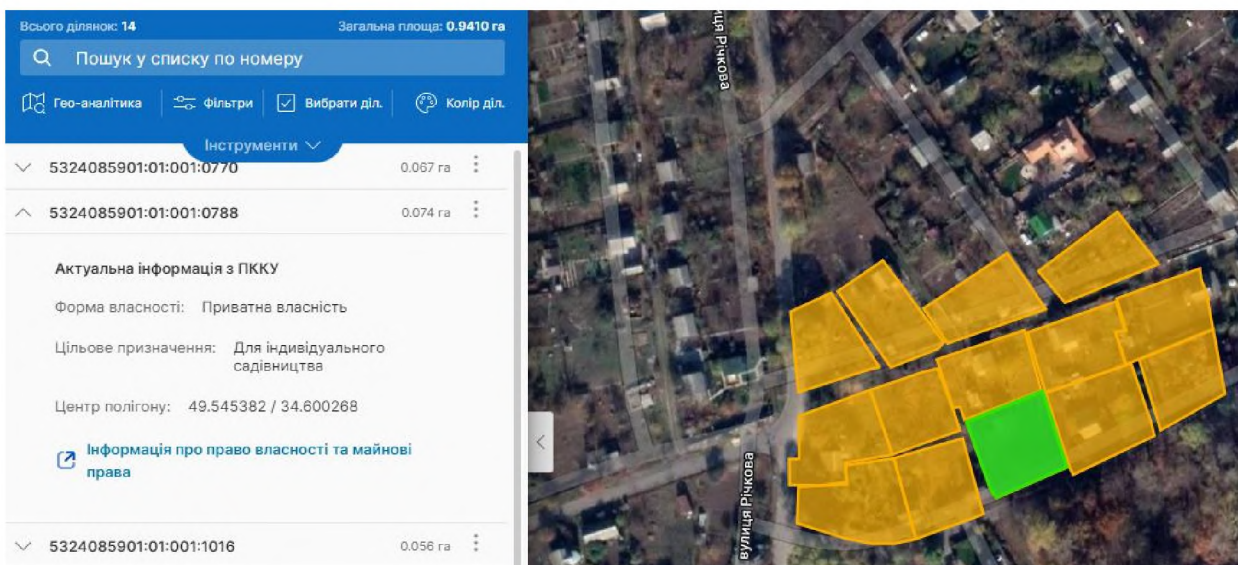 Всього ділянок: 14 Загальна площа: 0.9410 га
Пошук у списку по номеру
Гео-аналітика Фільтри Вибрати діл. Колір діл.
Інструменти
5324085901:01:001:0770 0.067 га
5324085901:01:001:0788 0.074 га
Актуальна інформація з ПККУ
Форма власності: Приватна власність
Цільове призначення: Для індивідуального
садівництва
Центр полігону: 49.545382 / 34.600268
Інформація про право власності та майнові
права
5324085901:01:001:1016 0.056 га
вулиця Річкова
ця Річкова